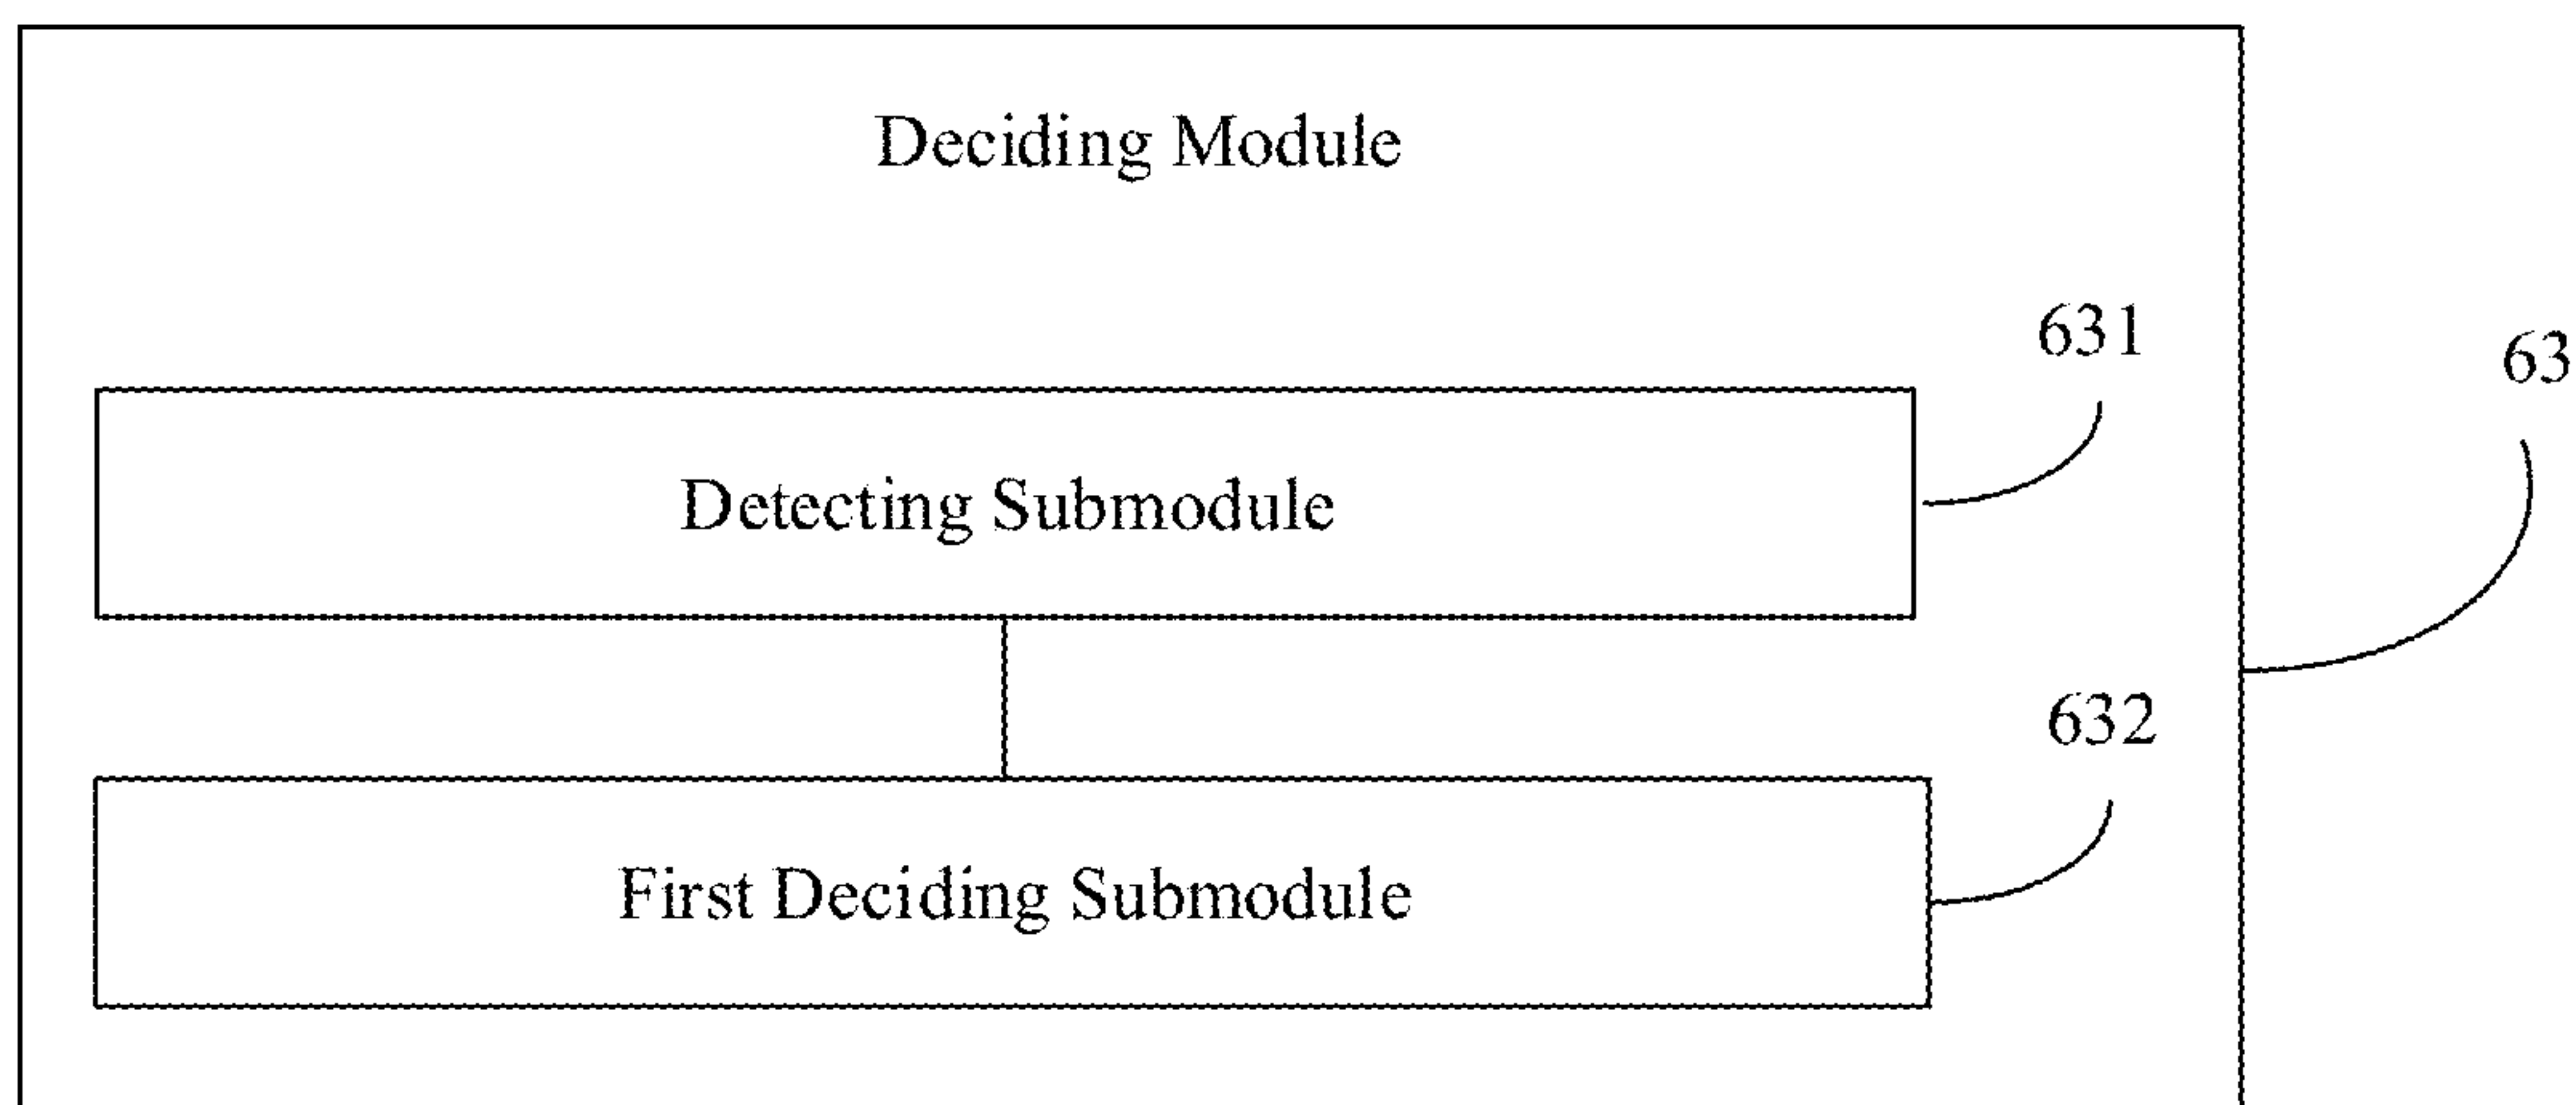 Deciding Module
631
63
Detecting Submodule
632
First Deciding Submodule